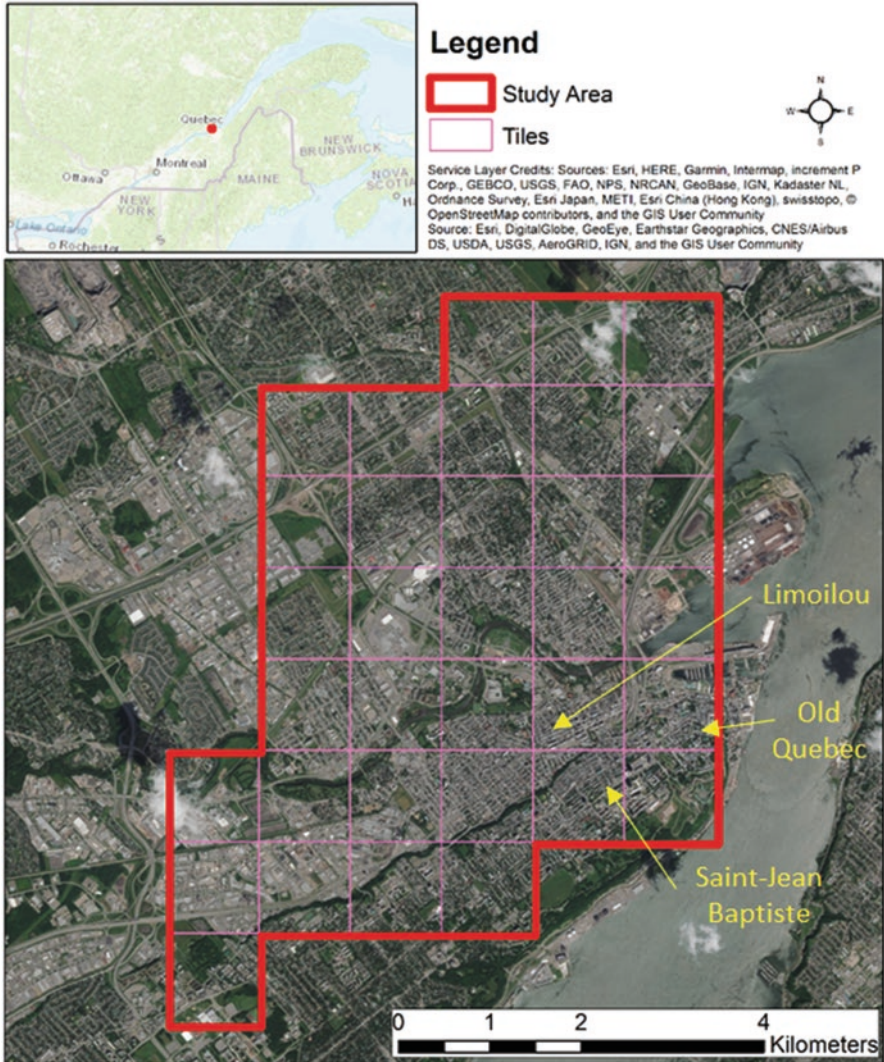 Quebec
Montreal
Ottawa
MAINE
NEW
BRUNSWICK
NOVA
SCOTIA
NEW
YORK
Lake Ontario
Rochester
Legend
Study Area
Tiles
N
W
E
S
Service Layer Credits: Sources: Esri, HERE, Garmin, Intermap, increment P
Corp., GEBCO, USGS, FAO, NPS, NRCAN, GeoBase, IGN, Kadaster NL,
Ordnance Survey, Esri Japan, METI, Esri China (Hong Kong), swisstopo, ©
OpenStreetMap contributors, and the GIS User Community
Source: Esri, DigitalGlobe, GeoEye, Earthstar Geographics, CNES/Airbus
DS, USDA, USGS, AeroGRID, IGN, and the GIS User Community
Limoilou
Old
Quebec
Saint-Jean
Baptiste
0 1 2 4
Kilometers